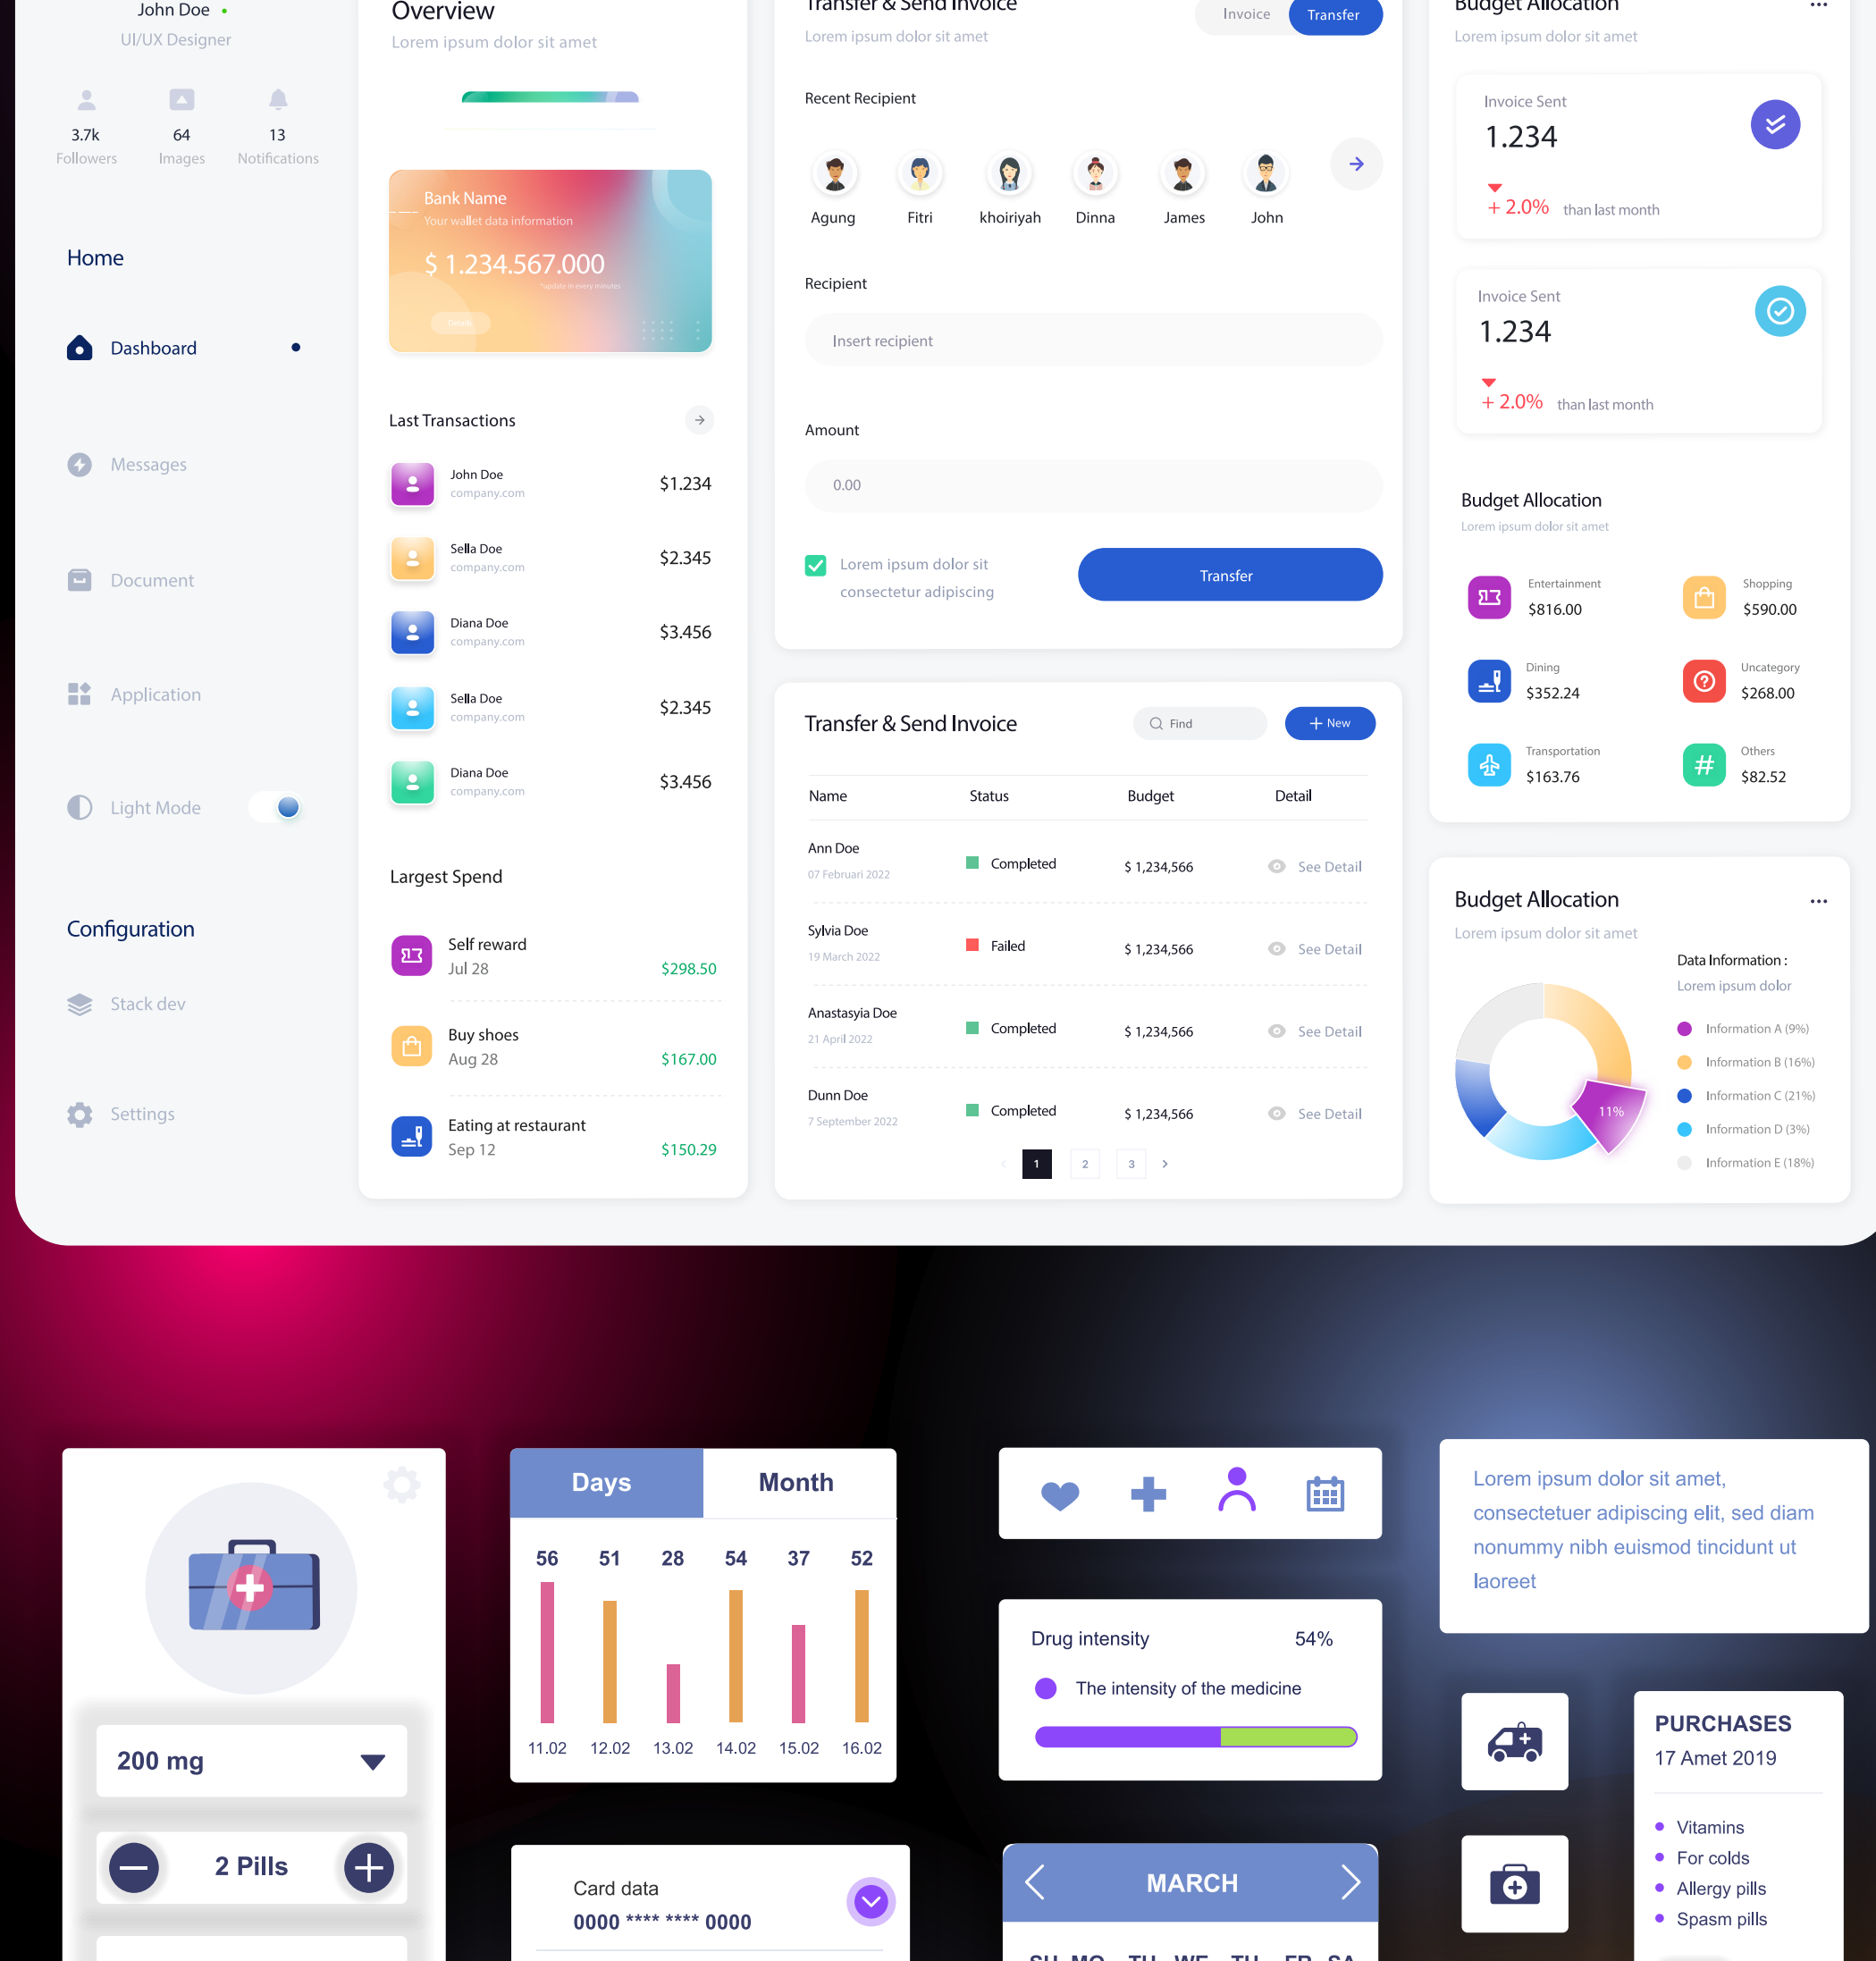 John Doe
UI/UX Designer
3.7k
Followers
64
Images
13
Notifications
Home
Dashboard
Messages
Document
Application
Light Mode
Configuration
Stack dev
Settings
Overview
Lorem ipsum dolor sit amet
Bank Name
Your wallet data information
$ 1.234.567.000
*update in every minutes
Details
Last Transactions
John Doe
company.com
$1.234
Sella Doe
company.com
$2.345
Diana Doe
company.com
$3.456
Sella Doe
company.com
$2.345
Diana Doe
company.com
$3.456
Largest Spend
Self reward
Jul 28
$298.50
Buy shoes
Aug 28
$167.00
Eating at restaurant
Sep 12
$150.29
Transfer & Send Invoice
Lorem ipsum dolor sit amet
Invoice
Transfer
Recent Recipient
Agung
Fitri
khoiriyah
Dinna
James
John
Recipient
Insert recipient
Amount
0.00
Lorem ipsum dolor sit
consectetur adipiscing
Transfer
Transfer & Send Invoice
Find
+ New
Name Status Budget Detail
Ann Doe
07 Februari 2022
Completed
$ 1,234,566
See Detail
Sylvia Doe
19 March 2022
Failed
$ 1,234,566
See Detail
Anastasyia Doe
21 April 2022
Completed
$ 1,234,566
See Detail
Dunn Doe
7 September 2022
Completed
$ 1,234,566
See Detail
< 1 2 3 >
Budget Allocation
Lorem ipsum dolor sit amet
Invoice Sent
1.234
+ 2.0% than last month
Invoice Sent
1.234
+ 2.0% than last month
Budget Allocation
Lorem ipsum dolor sit amet
Entertainment
$816.00
Shopping
$590.00
Dining
$352.24
Uncategory
$268.00
Transportation
$163.76
Others
$82.52
Budget Allocation
Lorem ipsum dolor sit amet
Data Information :
Lorem ipsum dolor
Information A (9%)
Information B (16%)
Information C (21%)
Information D (3%)
Information E (18%)
11%
200 mg
2 Pills
Days Month
56 51 28 54 37 52
11.02 12.02 13.02 14.02 15.02 16.02
Card data
0000 **** **** 0000
Drug intensity 54%
The intensity of the medicine
MARCH
SU MO TU WE TU FR SA
Lorem ipsum dolor sit amet,
consectetuer adipiscing elit, sed diam
nonummy nibh euismod tincidunt ut
laoreet
PURCHASES
17 Amet 2019
Vitamins
For colds
Allergy pills
Spasm pills